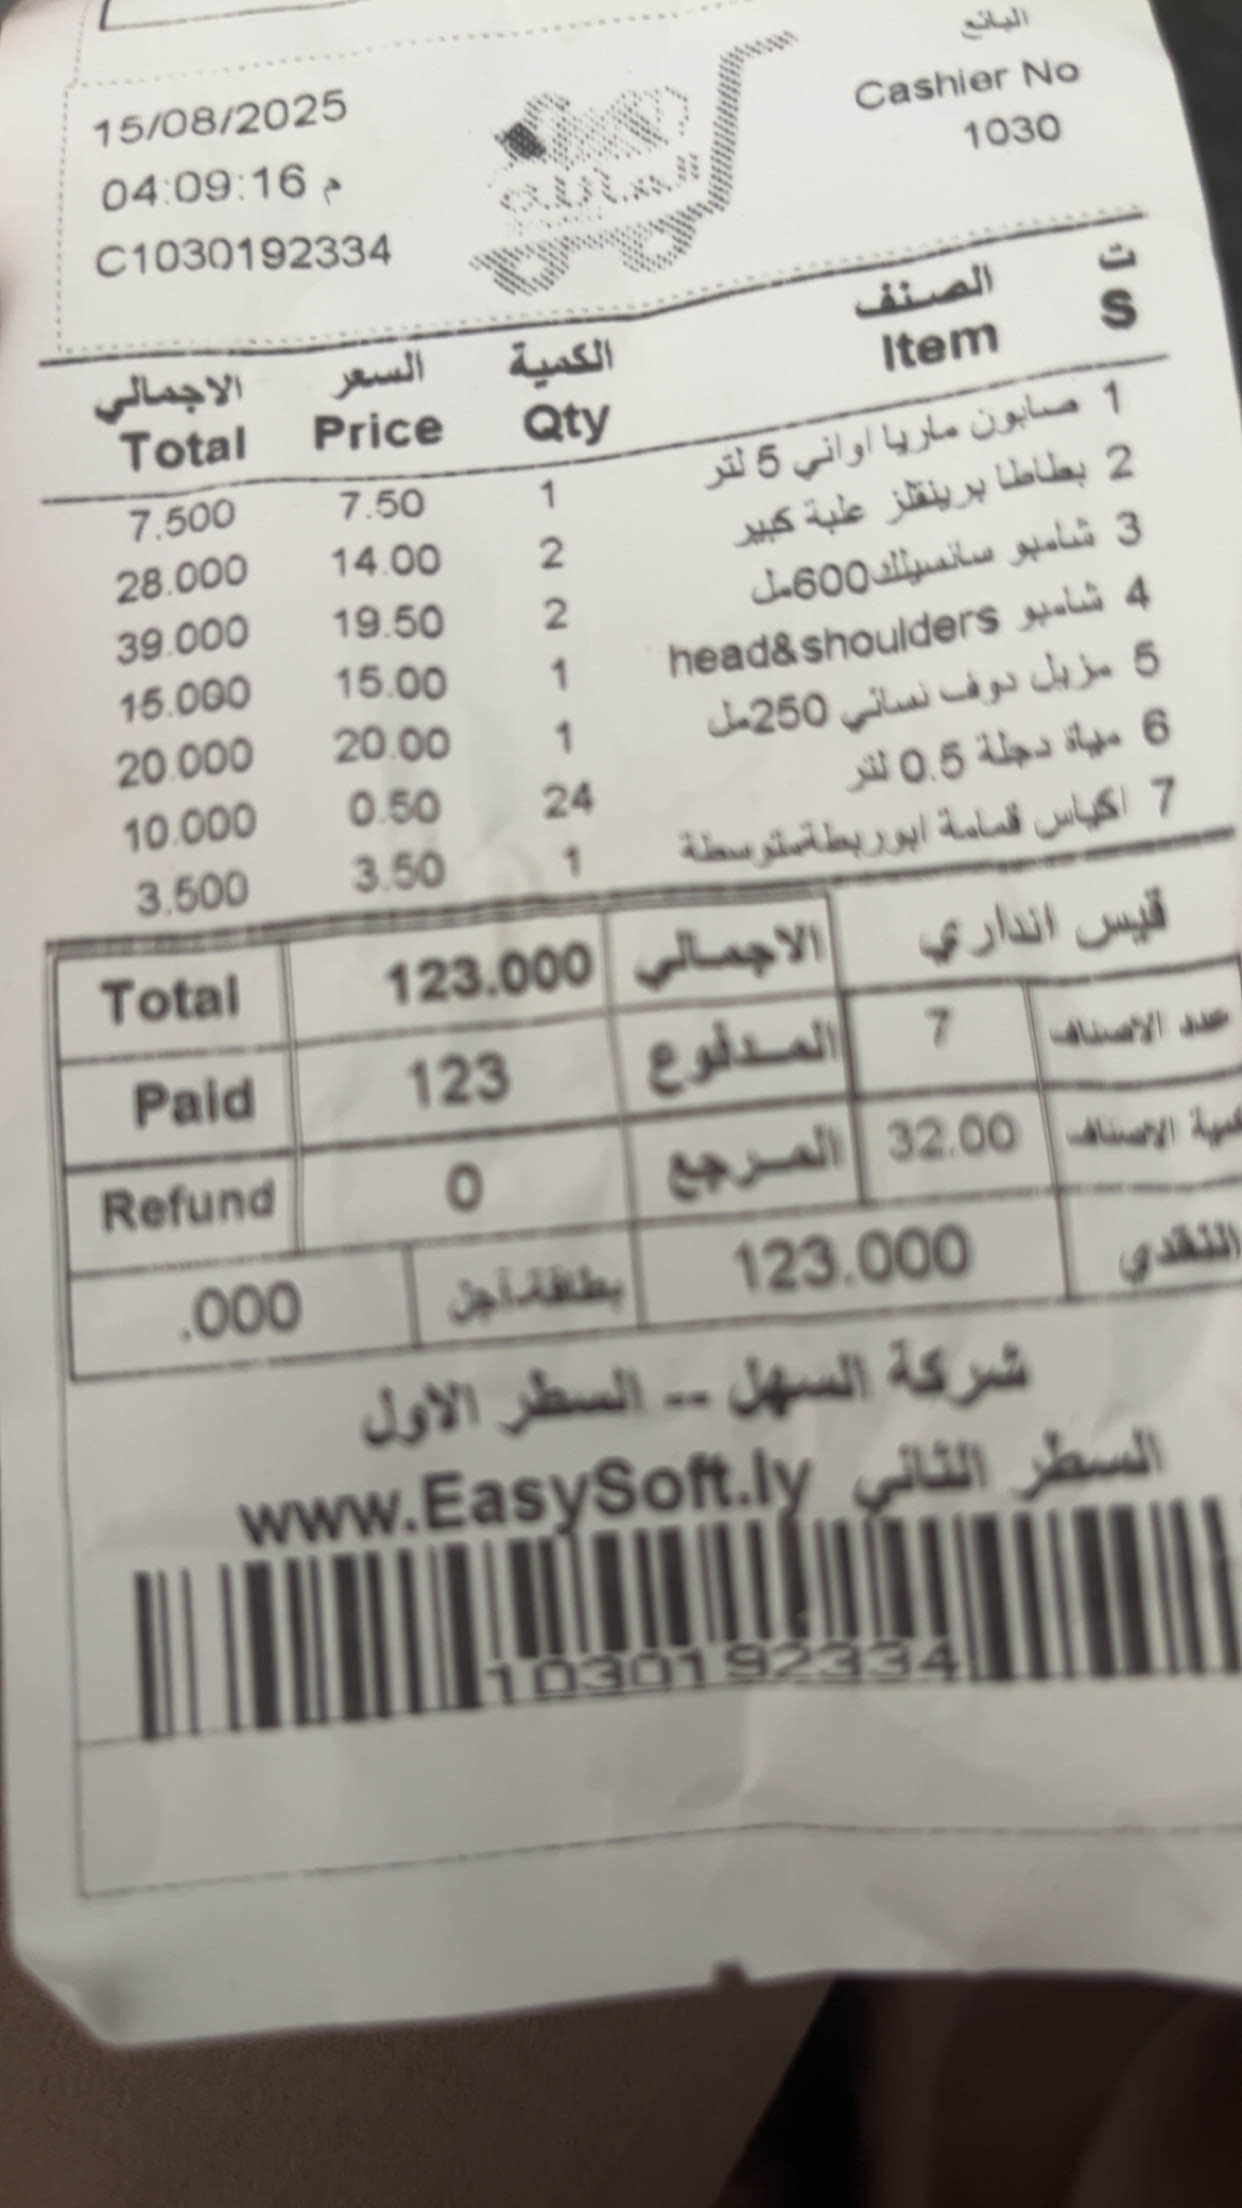 البائع
Cashier No
1030
15/08/2025
04:09:16 م
C1030192334
العائلة
ت الصنف الكمية السعر الاجمالي
S Item Qty Price Total
1 صابون ماريا اواني 5 لتر 1 7.50 7.500
2 بطاطا برينقلز علبة كبير 2 14.00 28.000
3 شامبو سانسيلك600مل 2 19.50 39.000
4 شامبو head&shoulders 1 15.00 15.000
5 مزيل دوف نسائي 250مل 1 20.00 20.000
6 مياة دجلة 0.5 لتر 24 0.50 10.000
7 اكياس قمامة ابوربطةمتوسطة 1 3.50 3.500
قيس انداري الاجمالي 123.000 Total
عدد الاصناف 7 المدفوع 123 Paid
كمية الاصناف 32.00 المرجع 0 Refund
النقدي 123.000 بطاقة/أجل .000
شركة السهل -- السطر الاول
السطر الثاني www.EasySoft.ly
1030192334